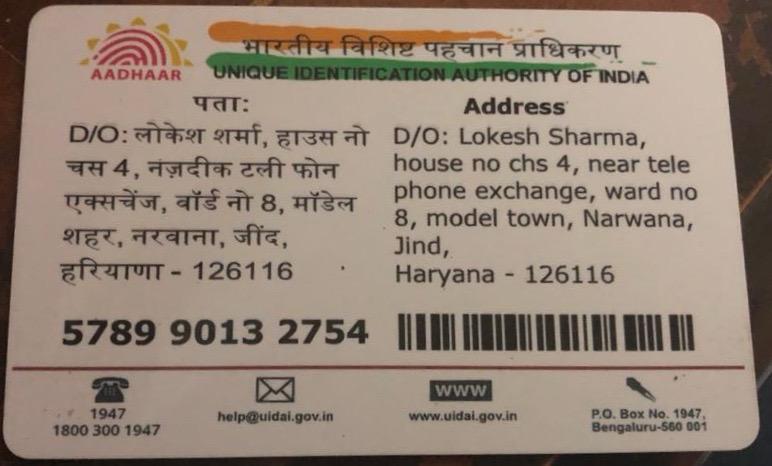 AADHAAR
भारतीय विशिष्ट पहचान प्राधिकरण
UNIQUE IDENTIFICATION AUTHORITY OF INDIA
पता:
D/O: लोकेश शर्मा, हाउस नो
चस 4, नज़दीक टली फोन
एक्सचेंज, वॉर्ड नो 8, मॉडेल
शहर, नरवाना, जींद,
हरियाणा - 126116
Address
D/O: Lokesh Sharma,
house no chs 4, near tele
phone exchange, ward no
8, model town, Narwana,
Jind,
Haryana - 126116
5789 9013 2754
1947
1800 300 1947
help@uidai.gov.in
www
www.uidai.gov.in
P.O. Box No. 1947,
Bengaluru-560 001